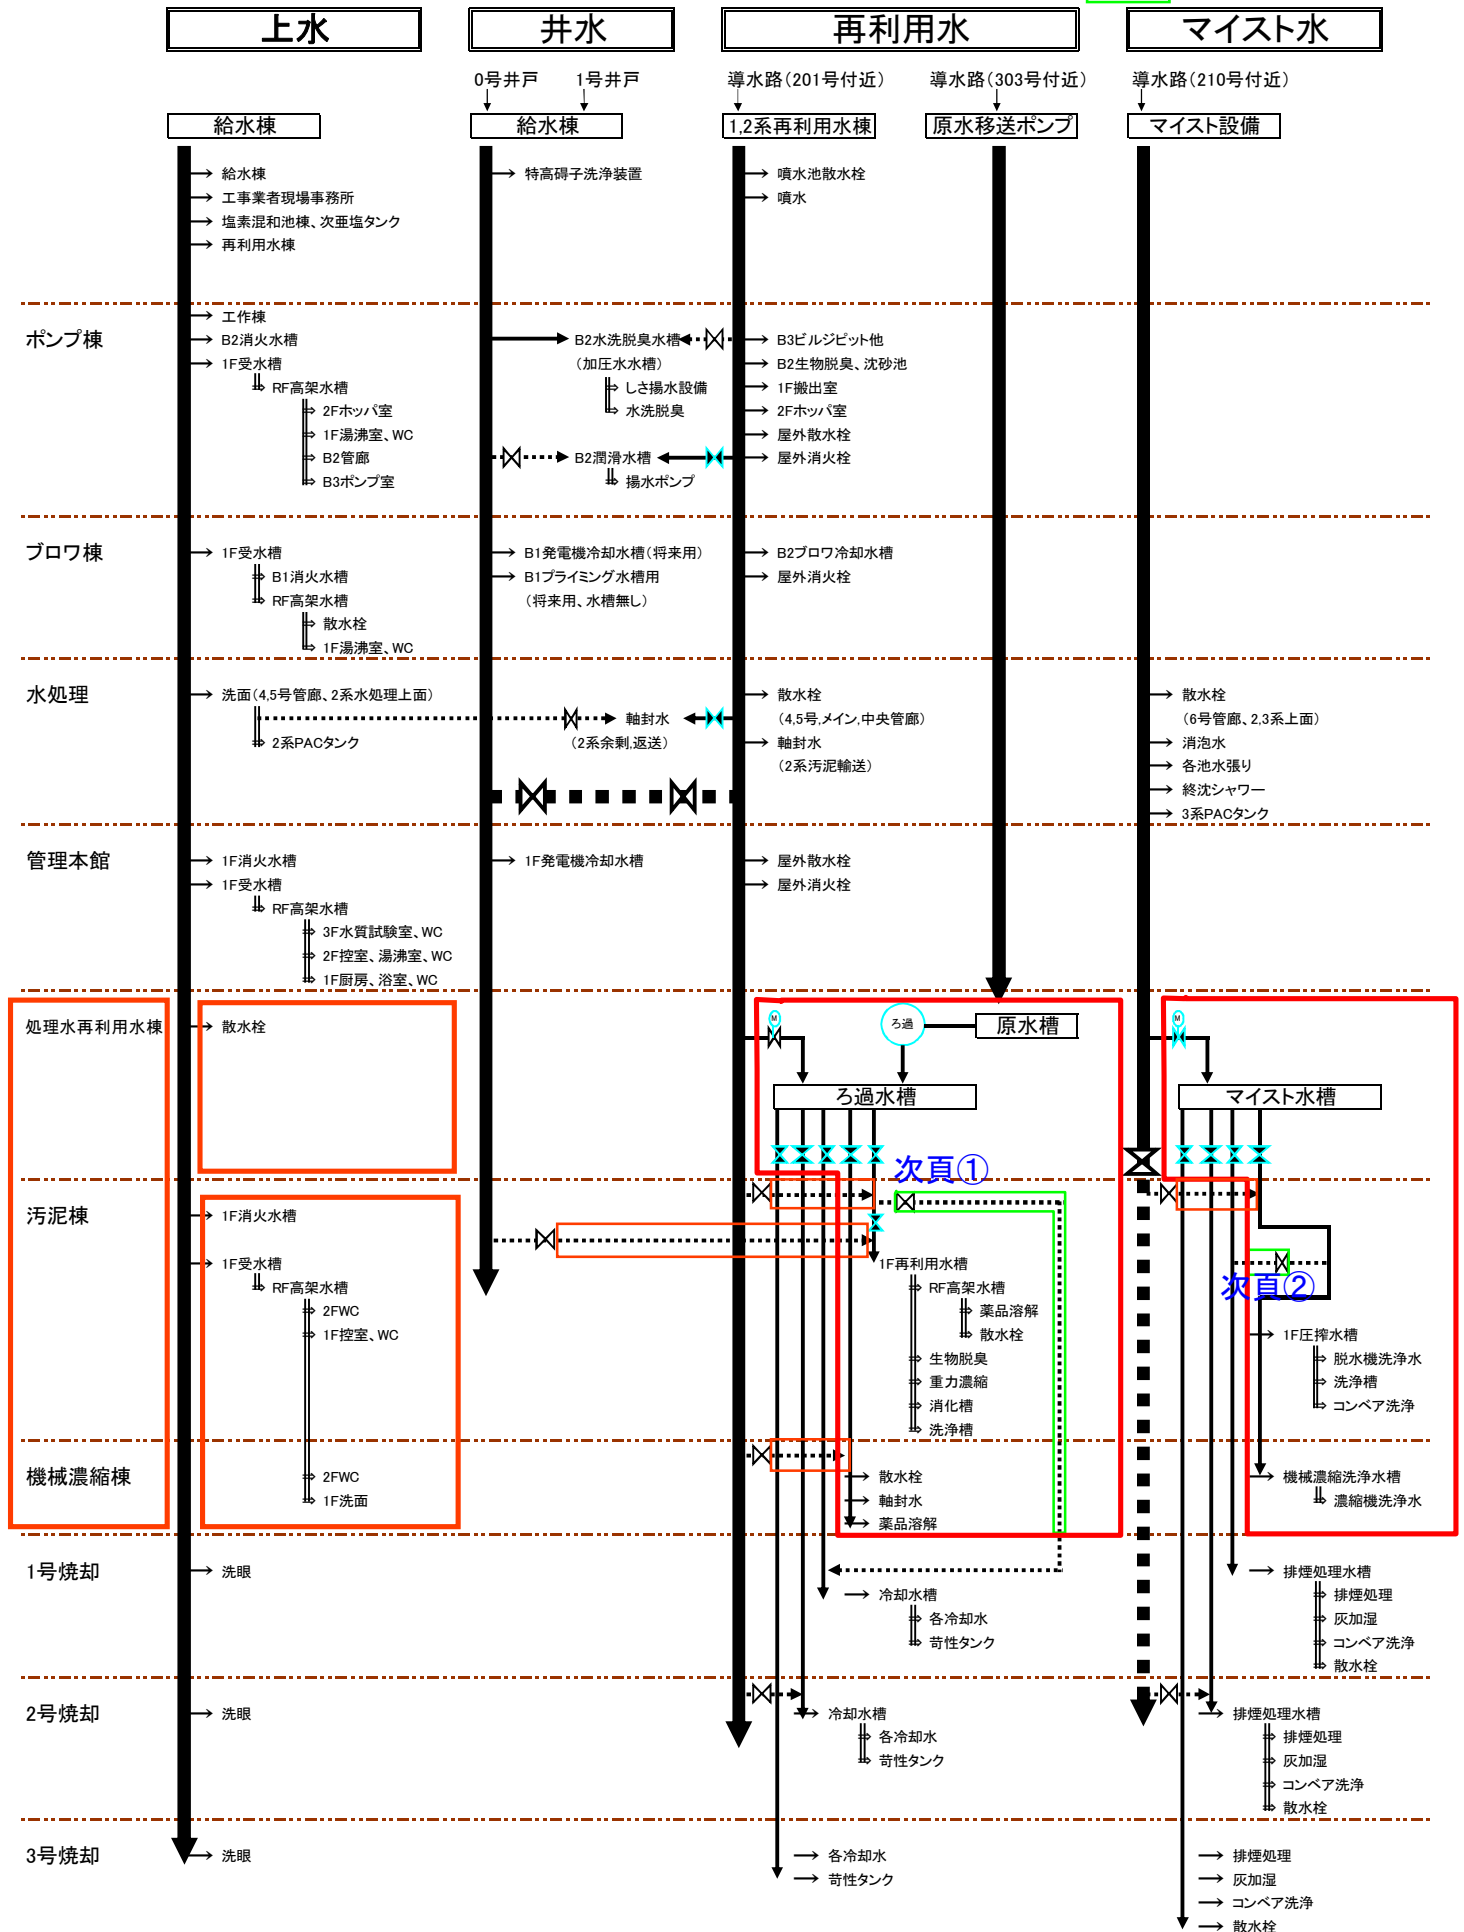 上水 井水 再利用水 マイスト水
0号井戸 1号井戸 導水路(201号付近) 導水路(303号付近) 導水路(210号付近)
給水棟 給水棟 1,2系再利用水棟 原水移送ポンプ マイスト設備
給水棟 特高碍子洗浄装置 噴水池散水栓
工事業者現場事務所 噴水
塩素混和池棟、次亜塩タンク
再利用水棟
工作棟
ポンプ棟 B2消火水槽 B2水洗脱臭水槽 B3ビルジピット他
1F受水槽 (加圧水水槽) B2生物脱臭、沈砂池
RF高架水槽 しさ揚水設備 1F搬出室
2Fホッパ室 水洗脱臭 2Fホッパ室
1F湯沸室、WC 屋外散水栓
B2管廊 B2潤滑水槽 屋外消火栓
B3ポンプ室 揚水ポンプ
ブロワ棟 1F受水槽 B1発電機冷却水槽(将来用) B2ブロワ冷却水槽
B1消火水槽 B1プライミング水槽用 屋外消火栓
RF高架水槽 (将来用、水槽無し)
散水栓
1F湯沸室、WC
水処理 洗面(4,5号管廊、2系水処理上面) 散水栓 散水栓
軸封水 (4,5号,メイン,中央管廊) (6号管廊、2,3系上面)
2系PACタンク (2系余剰,返送) 軸封水 消泡水
(2系汚泥輸送) 各池水張り
終沈シャワー
3系PACタンク
管理本館 1F消火水槽 1F発電機冷却水槽 屋外散水栓
1F受水槽 屋外消火栓
RF高架水槽
3F水質試験室、WC
2F控室、湯沸室、WC
1F厨房、浴室、WC
処理水再利用水棟 散水栓 M ろ過 原水槽 M
ろ過水槽 マイスト水槽
次頁①
汚泥棟 1F消火水槽
1F受水槽 1F再利用水槽
RF高架水槽 RF高架水槽 次頁②
2FWC 薬品溶解
1F控室、WC 散水栓 1F圧搾水槽
生物脱臭 脱水機洗浄水
重力濃縮 洗浄槽
消化槽 コンベア洗浄
洗浄槽
機械濃縮棟 2FWC 散水栓 機械濃縮洗浄水槽
1F洗面 軸封水 濃縮機洗浄水
薬品溶解
1号焼却 洗眼 排煙処理水槽
冷却水槽 排煙処理
各冷却水 灰加湿
苛性タンク コンベア洗浄
散水栓
2号焼却 洗眼 冷却水槽 排煙処理水槽
各冷却水 排煙処理
苛性タンク 灰加湿
コンベア洗浄
散水栓
3号焼却 洗眼 各冷却水 排煙処理
苛性タンク 灰加湿
コンベア洗浄
散水栓